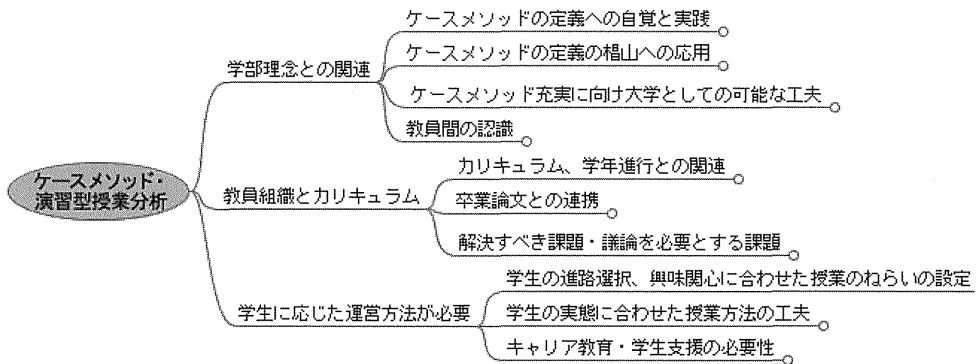 ケースメソッド・
演習型授業分析
学部理念との関連
ケースメソッドの定義への自覚と実践
ケースメソッドの定義の椙山への応用
ケースメソッド充実に向け大学としての可能な工夫
教員間の認識
教員組織とカリキュラム
カリキュラム、学年進行との関連
卒業論文との連携
解決すべき課題・議論を必要とする課題
学生に応じた運営方法が必要
学生の進路選択、興味関心に合わせた授業のねらいの設定
学生の実態に合わせた授業方法の工夫
キャリア教育・学生支援の必要性